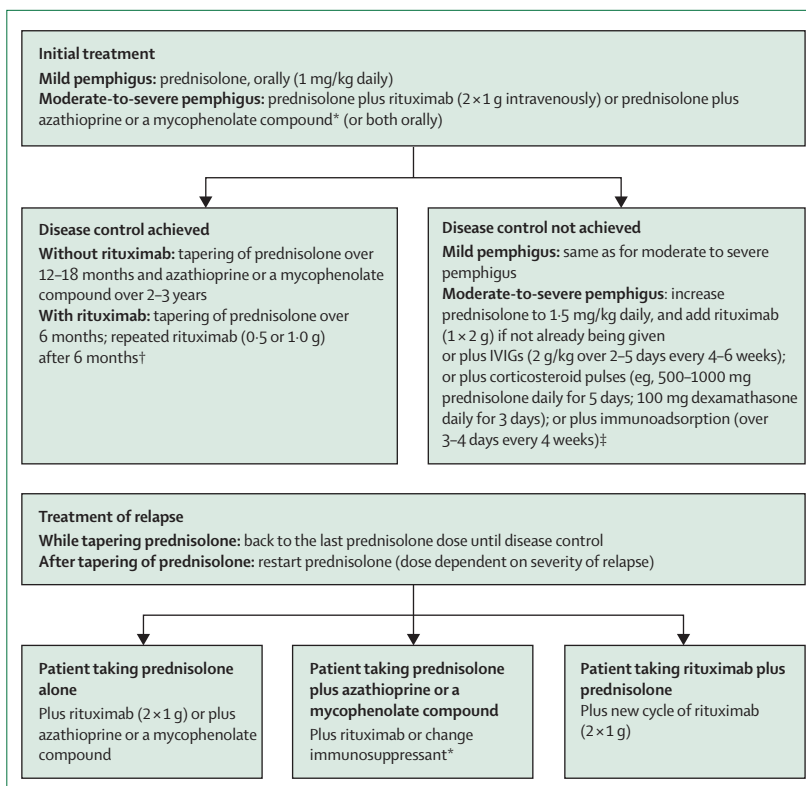 Initial treatment
Mild pemphigus: prednisolone, orally (1 mg/kg daily)
Moderate-to-severe pemphigus: prednisolone plus rituximab (2 × 1 g intravenously) or prednisolone plus
azathioprine or a mycophenolate compound* (or both orally)
Disease control achieved
Without rituximab: tapering of prednisolone over
12–18 months and azathioprine or a mycophenolate
compound over 2–3 years
With rituximab: tapering of prednisolone over
6 months; repeated rituximab (0·5 or 1·0 g)
after 6 months†
Disease control not achieved
Mild pemphigus: same as for moderate to severe
pemphigus
Moderate-to-severe pemphigus: increase
prednisolone to 1·5 mg/kg daily, and add rituximab
(1 × 2 g) if not already being given
or plus IVIGs (2 g/kg over 2–5 days every 4–6 weeks);
or plus corticosteroid pulses (eg, 500–1000 mg
prednisolone daily for 5 days; 100 mg dexamathasone
daily for 3 days); or plus immunoadsorption (over
3–4 days every 4 weeks)‡
Treatment of relapse
While tapering prednisolone: back to the last prednisolone dose until disease control
After tapering of prednisolone: restart prednisolone (dose dependent on severity of relapse)
Patient taking prednisolone
alone
Plus rituximab (2 × 1 g) or plus
azathioprine or a mycophenolate
compound
Patient taking prednisolone
plus azathioprine or a
mycophenolate compound
Plus rituximab or change
immunosuppressant*
Patient taking rituximab plus
prednisolone
Plus new cycle of rituximab
(2 × 1 g)